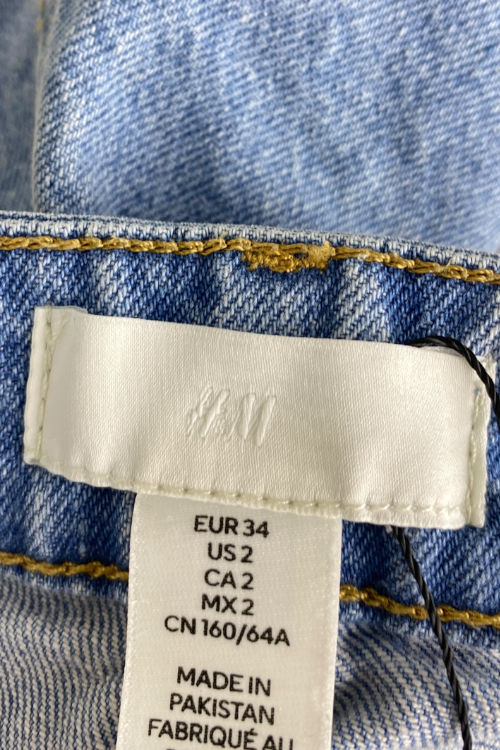 H&M
EUR 34
US 2
CA 2
MX 2
CN 160/64A
MADE IN
PAKISTAN
FABRIQUÉ AU